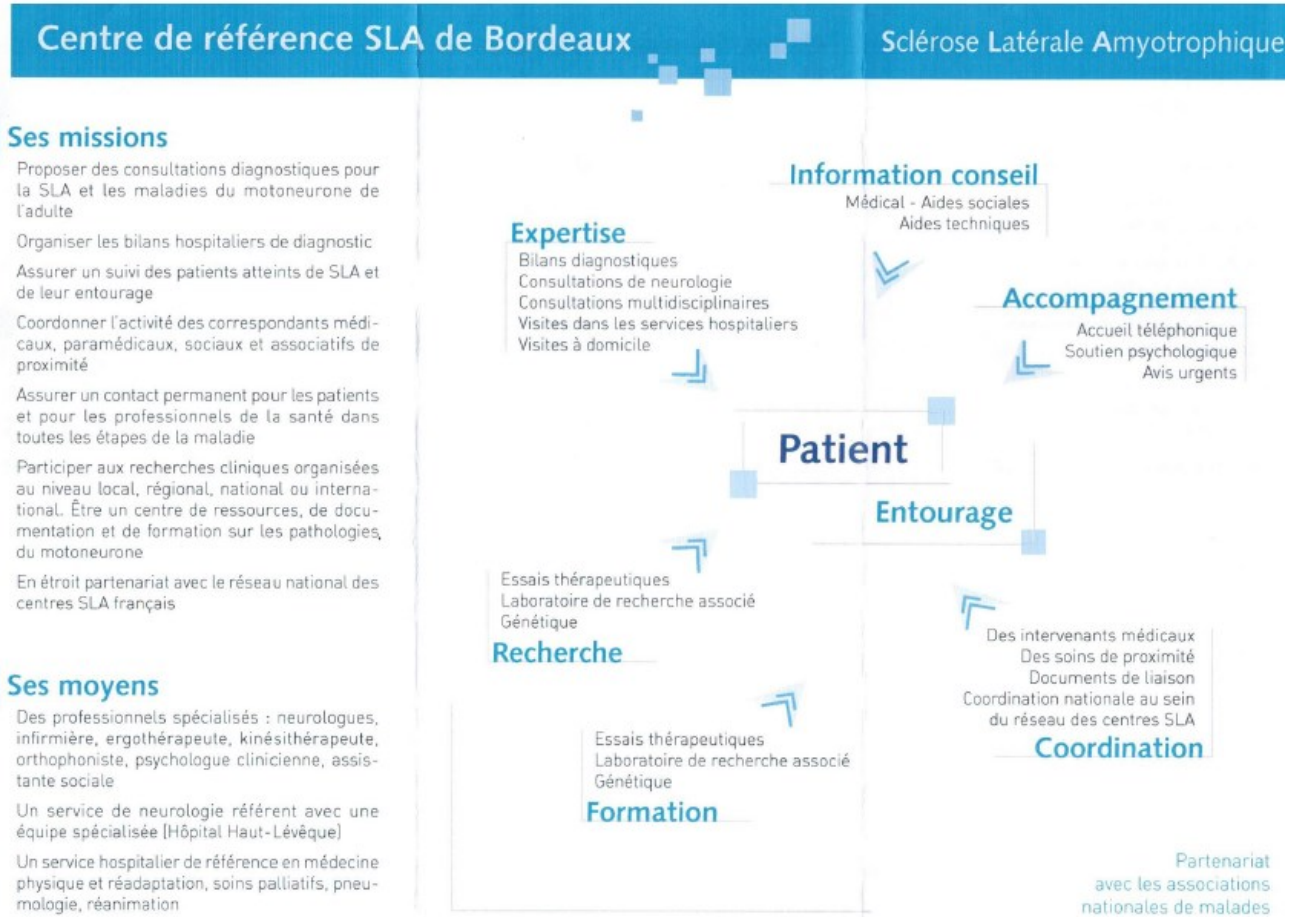 Centre de référence SLA de Bordeaux
Sclérose Latérale Amyotrophique
Ses missions
Proposer des consultations diagnostiques pour
la SLA et les maladies du motoneurone de
l'adulte
Organiser les bilans hospitaliers de diagnostic
Assurer un suivi des patients atteints de SLA et
de leur entourage
Coordonner l'activité des correspondants médi-
caux, paramédicaux, sociaux et associatifs de
proximité
Assurer un contact permanent pour les patients
et pour les professionnels de la santé dans
toutes les étapes de la maladie
Participer aux recherches cliniques organisées
au niveau local, régional, national ou interna-
tional. Être un centre de ressources, de docu-
mentation et de formation sur les pathologies
du motoneurone
En étroit partenariat avec le réseau national des
centres SLA français
Ses moyens
Des professionnels spécialisés : neurologues,
infirmière, ergothérapeute, kinésithérapeute,
orthophoniste, psychologue clinicienne, assis-
tante sociale
Un service de neurologie référent avec une
équipe spécialisée (Hôpital Haut-Lévêque)
Un service hospitalier de référence en médecine
physique et réadaptation, soins palliatifs, pneu-
mologie, réanimation
Expertise
Bilans diagnostiques
Consultations de neurologie
Consultations multidisciplinaires
Visites dans les services hospitaliers
Visites à domicile
Information conseil
Médical - Aides sociales
Aides techniques
Accompagnement
Accueil téléphonique
Soutien psychologique
Avis urgents
Patient
Entourage
Essais thérapeutiques
Laboratoire de recherche associé
Génétique
Recherche
Essais thérapeutiques
Laboratoire de recherche associé
Génétique
Formation
Des intervenants médicaux
Des soins de proximité
Documents de liaison
Coordination nationale au sein
du réseau des centres SLA
Coordination
Partenariat
avec les associations
nationales de malades